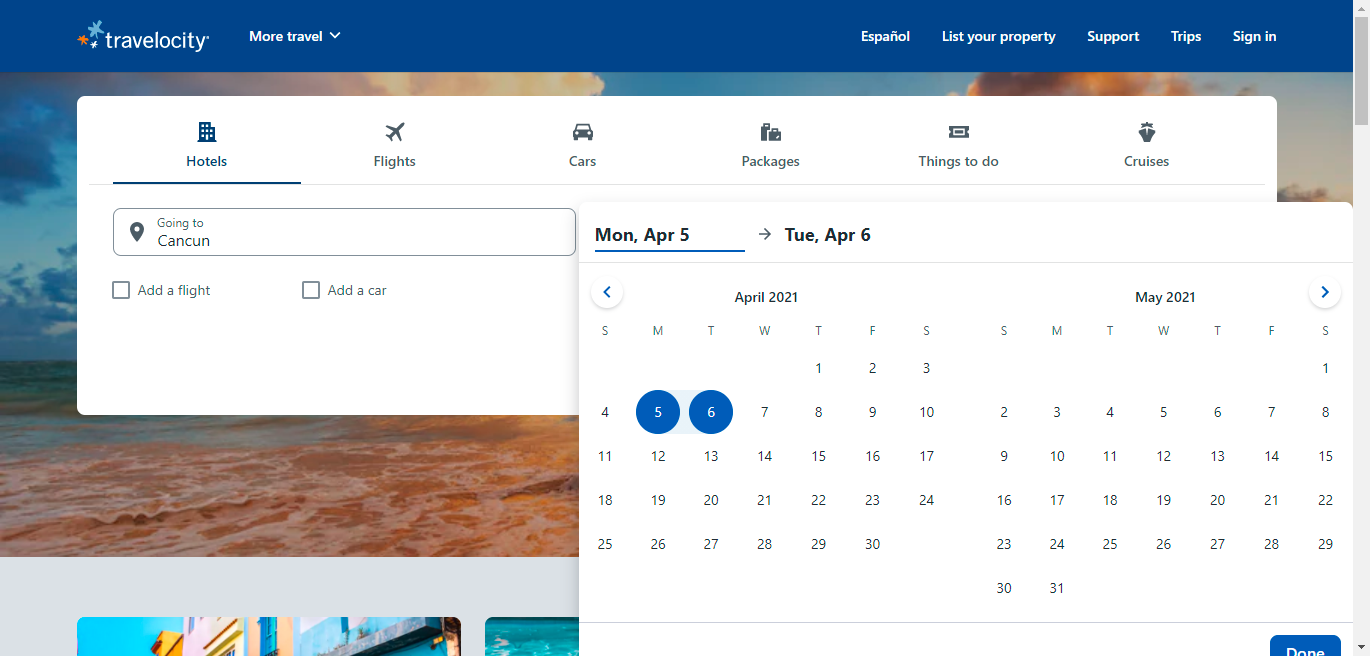 travelocity
More travel
Español
List your property
Support
Trips
Sign in
Hotels
Flights
Cars
Packages
Things to do
Cruises
Going to
Cancun
Add a flight
Add a car
Mon, Apr 5
Tue, Apr 6
April 2021
S M T W T F S
1 2 3
4 5 6 7 8 9 10
11 12 13 14 15 16 17
18 19 20 21 22 23 24
25 26 27 28 29 30
May 2021
S M T W T F S
1
2 3 4 5 6 7 8
9 10 11 12 13 14 15
16 17 18 19 20 21 22
23 24 25 26 27 28 29
30 31
Done